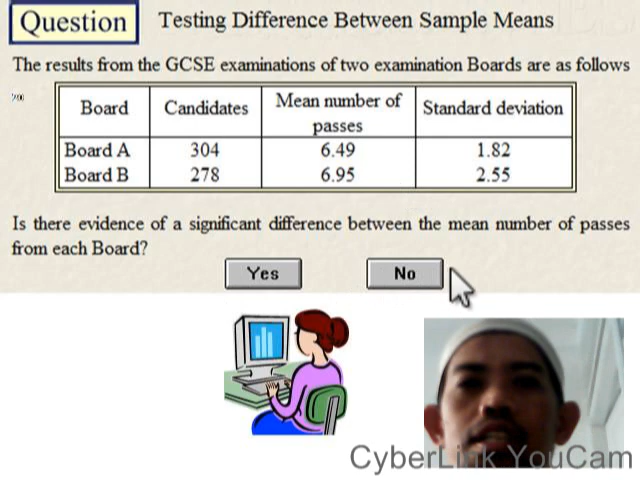 Question Testing Difference Between Sample Means
The results from the GCSE examinations of two examination Boards are as follows
Board Candidates Mean number of passes Standard deviation
Board A 304 6.49 1.82
Board B 278 6.95 2.55
Is there evidence of a significant difference between the mean number of passes
from each Board?
Yes No
CyberLink YouCam